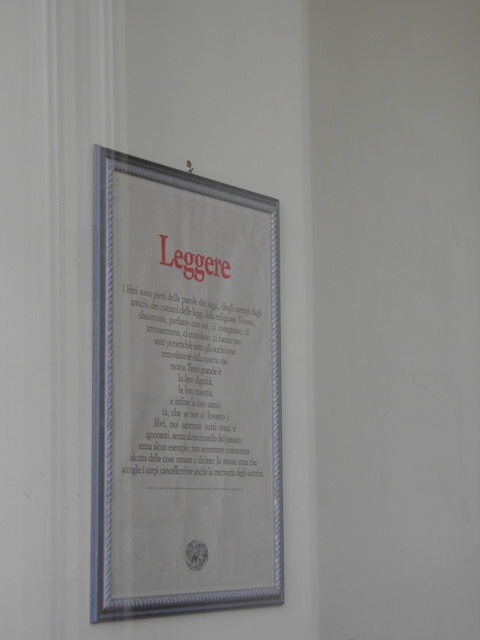 Leggere
I libri sono pieni delle parole dei saggi, degli esempi degli
antichi, dei costumi, delle leggi, della religione. Vivono,
discorrono, parlano con noi, ci insegnano, ci
ammaestrano, ci consolano, ci fanno pre-
senti ponendole sotto gli occhi cose
remotissime dalla nostra me-
moria. Tanto grande è
la loro dignità,
la loro maestà,
e infine la loro santi-
tà, che se non ci fossero i
libri, noi saremmo tutti rozzi e
ignoranti, senza alcun ricordo del passato,
senza alcun esempio; non avremmo conoscenza
alcuna delle cose umane e divine; la stessa urna che
accoglie i corpi cancellerebbe anche la memoria degli uomini.